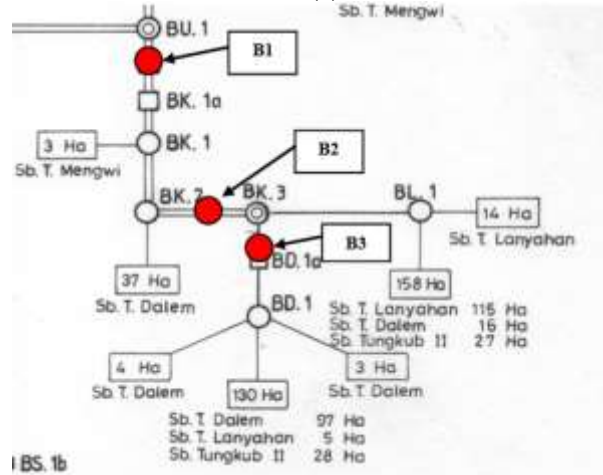 Sb. T. Mengwi
BU. 1
B1
BK. 1a
BK. 1
3 Ha
Sb. T. Mengwi
B2
BK. 2
BK. 3
BL. 1
14 Ha
Sb. T. Lanyahan
B3
BD. 1a
37 Ha
Sb. T. Dalem
158 Ha
Sb. T. Lanyahan 115 Ha
Sb. T. Dalem 16 Ha
Sb. Tungkub II 27 Ha
BD. 1
4 Ha
Sb. T. Dalem
130 Ha
3 Ha
Sb. T. Dalem
Sb. T. Dalem 97 Ha
Sb. T. Lanyahan 5 Ha
Sb. Tungkub II 28 Ha
BS. 1b